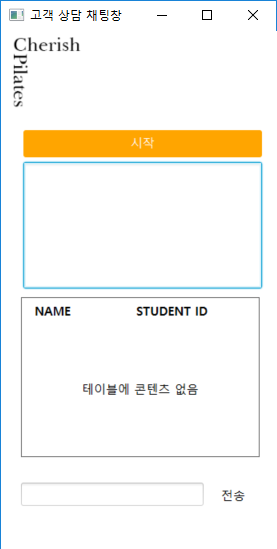 고객 상담 채팅창
Cherish
Pilates
시작
NAME STUDENT ID
테이블에 콘텐츠 없음
전송